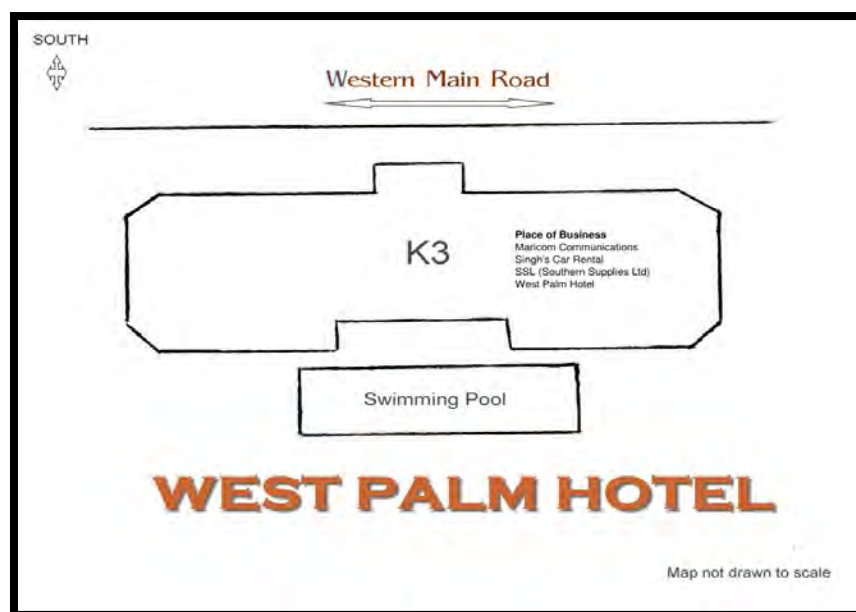 SOUTH
Western Main Road
K3
Place of Business
Maricom Communications
Singh's Car Rental
SSL (Southern Supplies Ltd)
West Palm Hotel
Swimming Pool
WEST PALM HOTEL
Map not drawn to scale